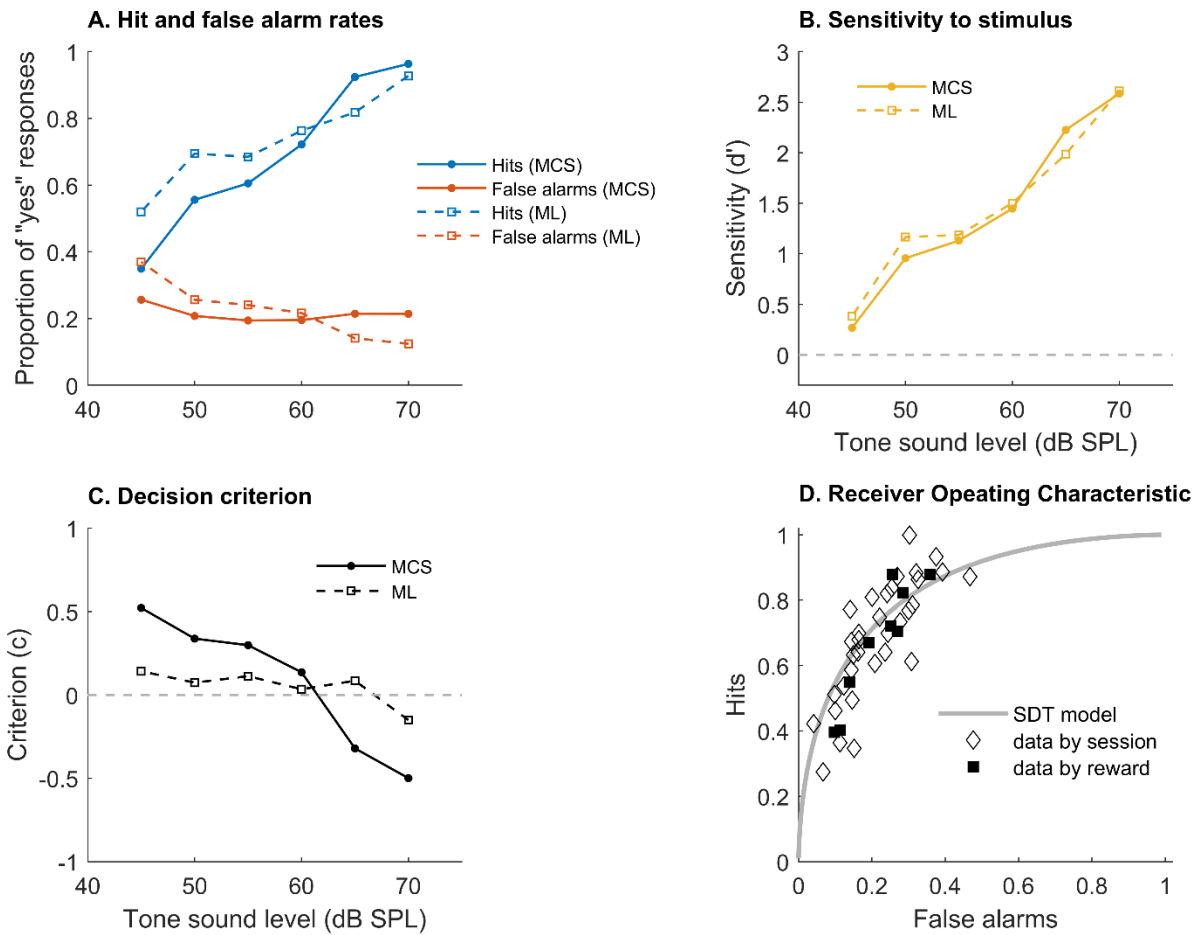 A. Hit and false alarm rates
Proportion of "yes" responses
1
0.8
0.6
0.4
0.2
0
40
50
60
70
Hits (MCS)
False alarms (MCS)
Hits (ML)
False alarms (ML)
B. Sensitivity to stimulus
Sensitivity (d')
3
2.5
2
1.5
1
0.5
0
MCS
ML
40
50
60
70
Tone sound level (dB SPL)
C. Decision criterion
Criterion (c)
1
0.5
0
-0.5
-1
MCS
ML
40
50
60
70
Tone sound level (dB SPL)
D. Receiver Opeating Characteristic
Hits
1
0.8
0.6
0.4
0.2
0
SDT model
data by session
data by reward
0
0.2
0.4
0.6
0.8
1
False alarms